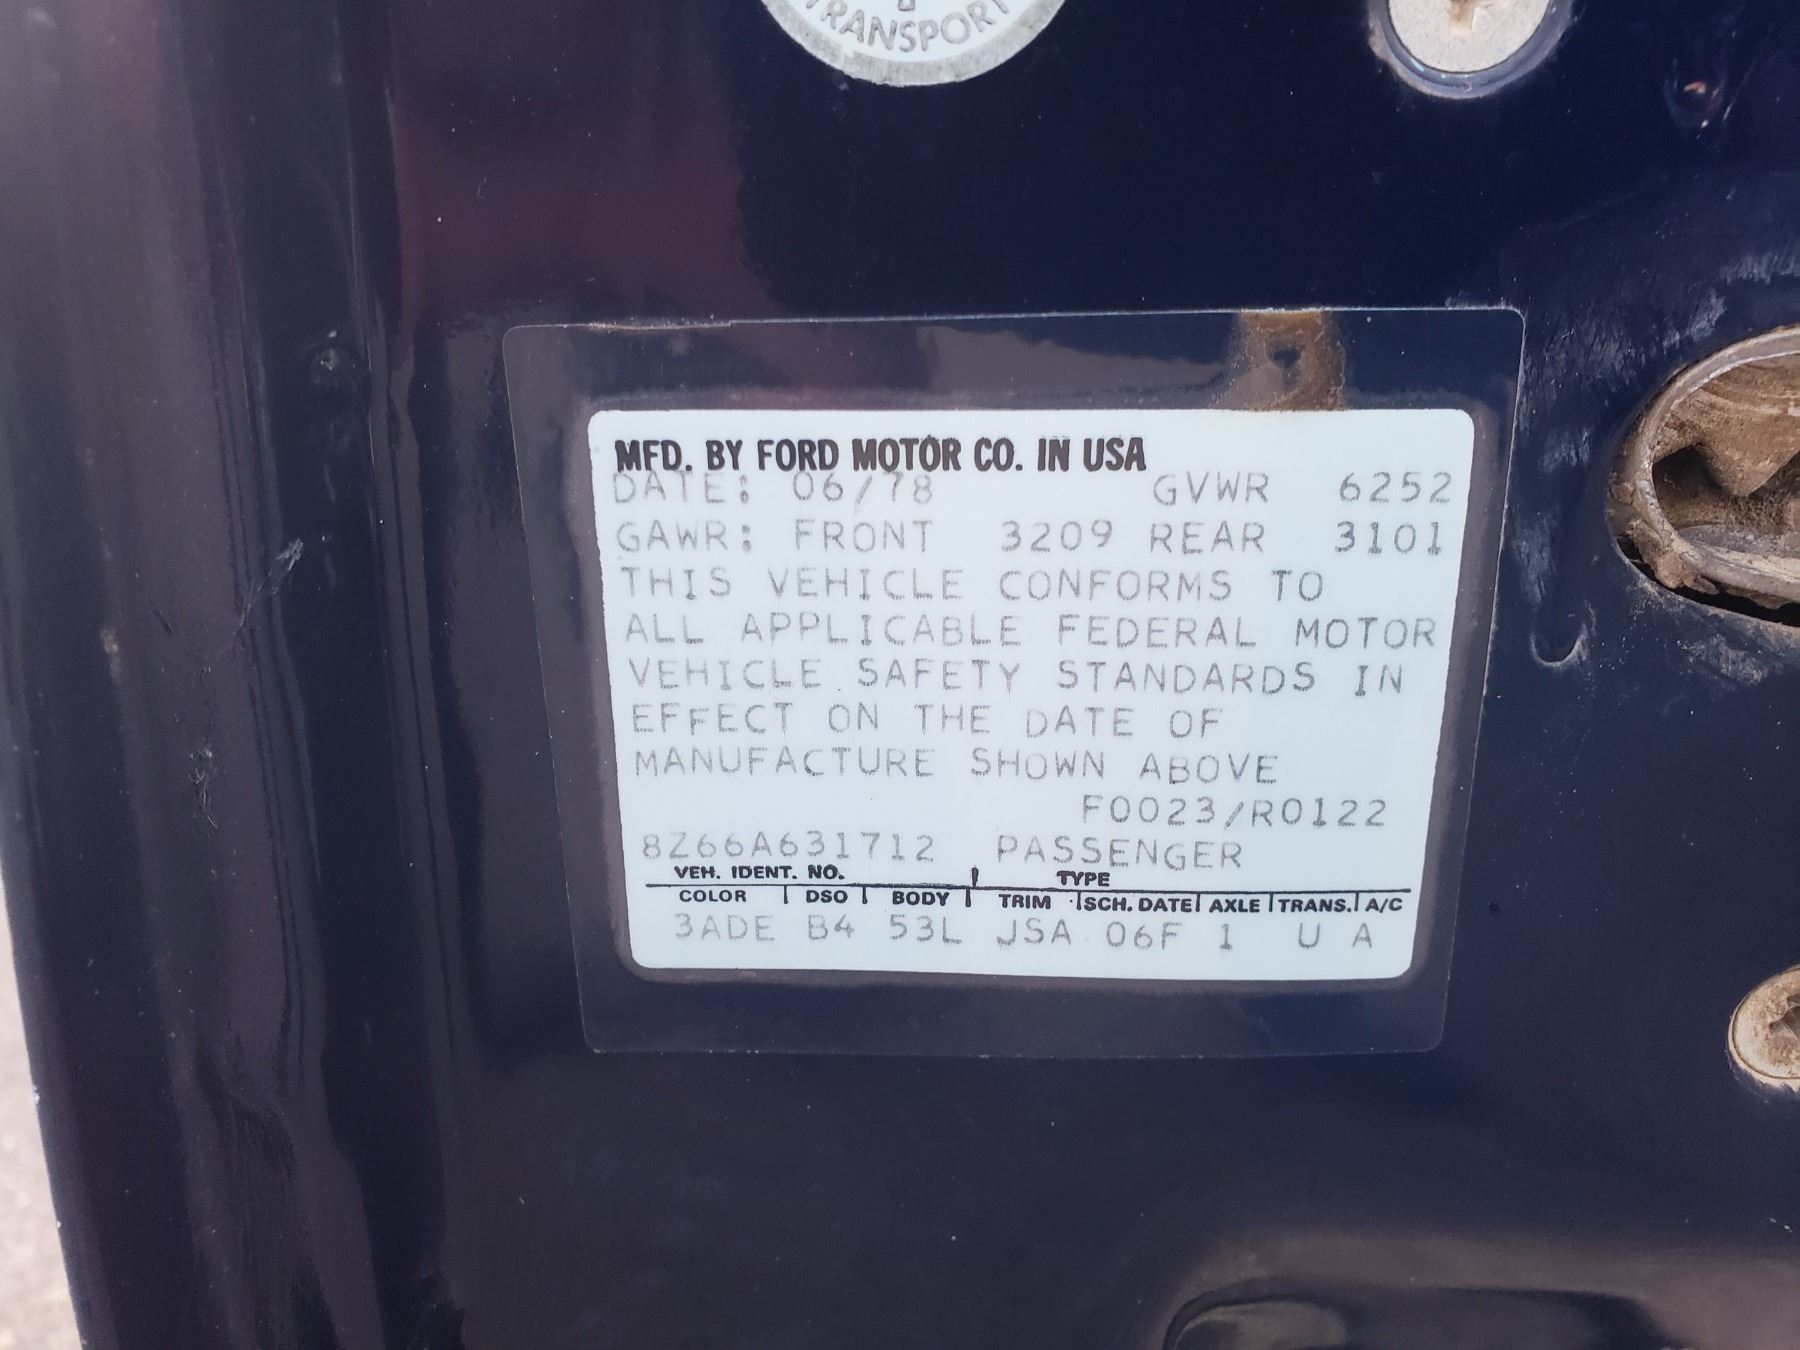 TRANSPORT
MFD. BY FORD MOTOR CO. IN USA
DATE: 06/78 GVWR 6252
GAWR: FRONT 3209 REAR 3101
THIS VEHICLE CONFORMS TO
ALL APPLICABLE FEDERAL MOTOR
VEHICLE SAFETY STANDARDS IN
EFFECT ON THE DATE OF
MANUFACTURE SHOWN ABOVE
F0023/R0122
8Z66A631712 PASSENGER
VEH. IDENT. NO. TYPE
COLOR DSO BODY TRIM SCH. DATE AXLE TRANS. A/C
3ADE B4 53L JSA 06F 1 U A